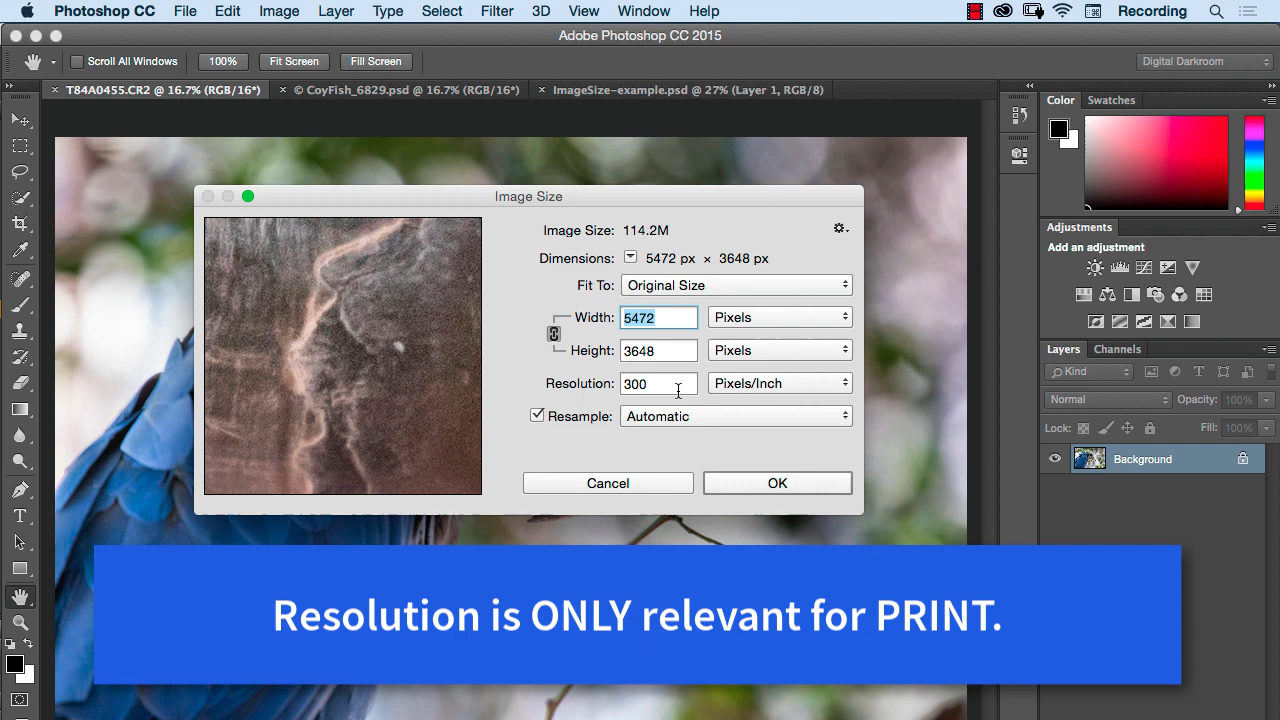 Photoshop CC File Edit Image Layer Type Select Filter 3D View Window Help Recording
Adobe Photoshop CC 2015
Scroll All Windows 100% Fit Screen Fill Screen Digital Darkroom
× T84A0455.CR2 @ 16.7% (RGB/16*) × © CoyFish_6829.psd @ 16.7% (RGB/16*) × ImageSize-example.psd @ 27% (Layer 1, RGB/8)
Color Swatches
Image Size
Image Size: 114.2M
Dimensions: 5472 px × 3648 px
Fit To: Original Size
Width: 5472 Pixels
Height: 3648 Pixels
Resolution: 300 Pixels/Inch
Resample: Automatic
Cancel OK
Adjustments
Add an adjustment
Layers Channels
Kind
Normal Opacity: 100%
Lock: Fill: 100%
Background
Resolution is ONLY relevant for PRINT.